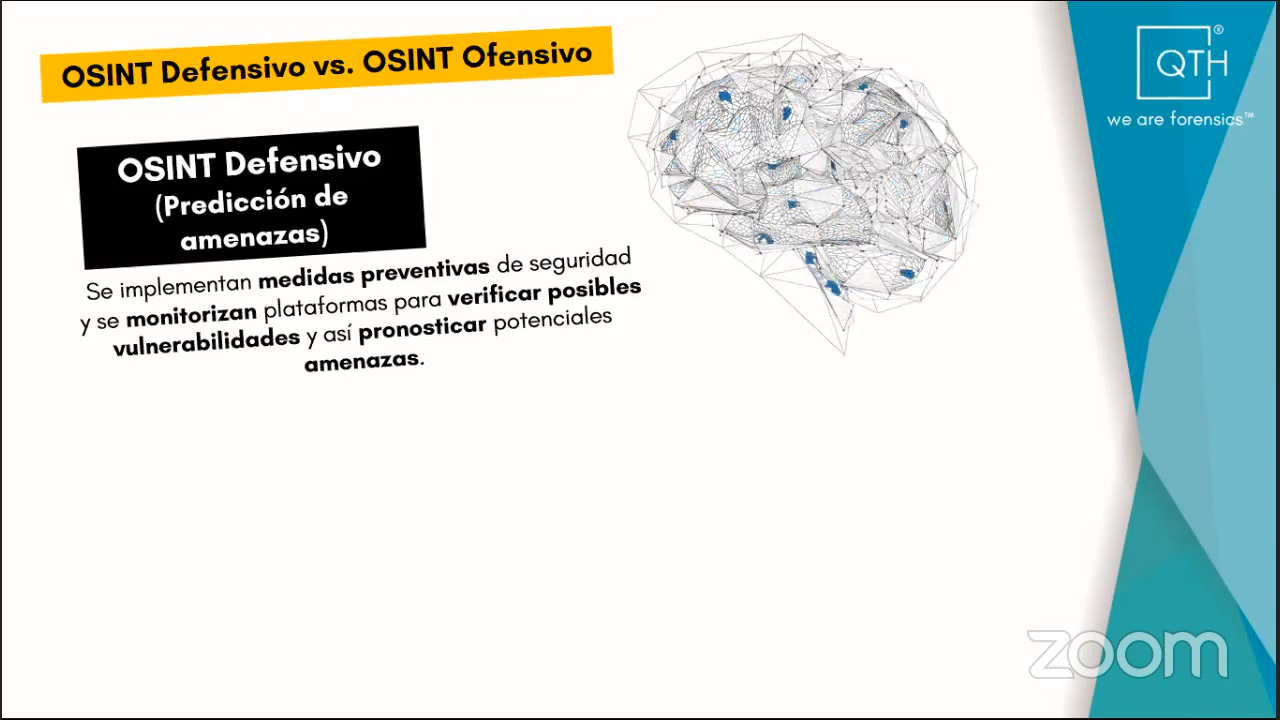 OSINT Defensivo vs. OSINT Ofensivo
OSINT Defensivo
(Predicción de
amenazas)
Se implementan medidas preventivas de seguridad
y se monitorizan plataformas para verificar posibles
vulnerabilidades y así pronosticar potenciales
amenazas.
QTH®
we are forensics™
zoom